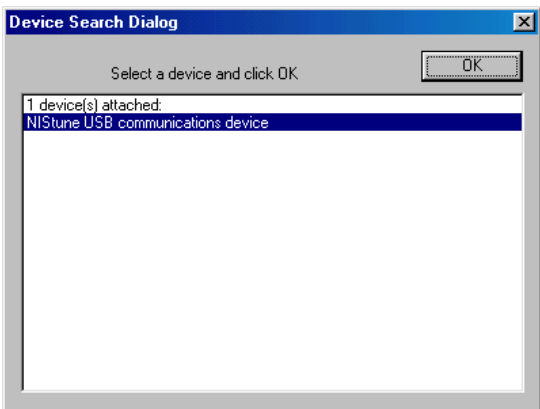 Device Search Dialog
Select a device and click OK
OK
1 device(s) attached:
NIStune USB communications device